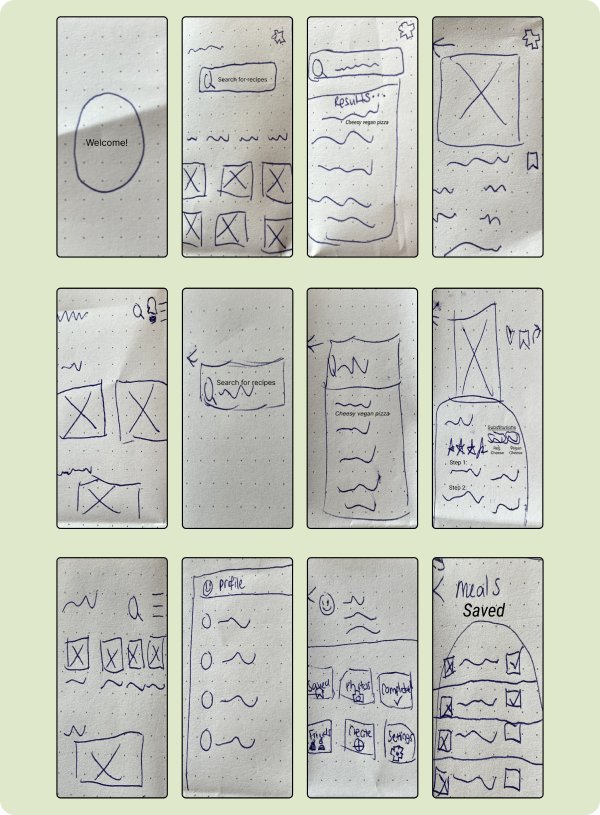 Welcome!
Search for recipes
Results...
Cheesy vegan pizza
Search for recipes
Cheesy vegan pizza
Substitutions
Reg. Cheese
Vegan Cheese
Step 1:
Step 2:
Profile
Saved
Photos
Completed
Friends
Create
Settings
Meals
Saved